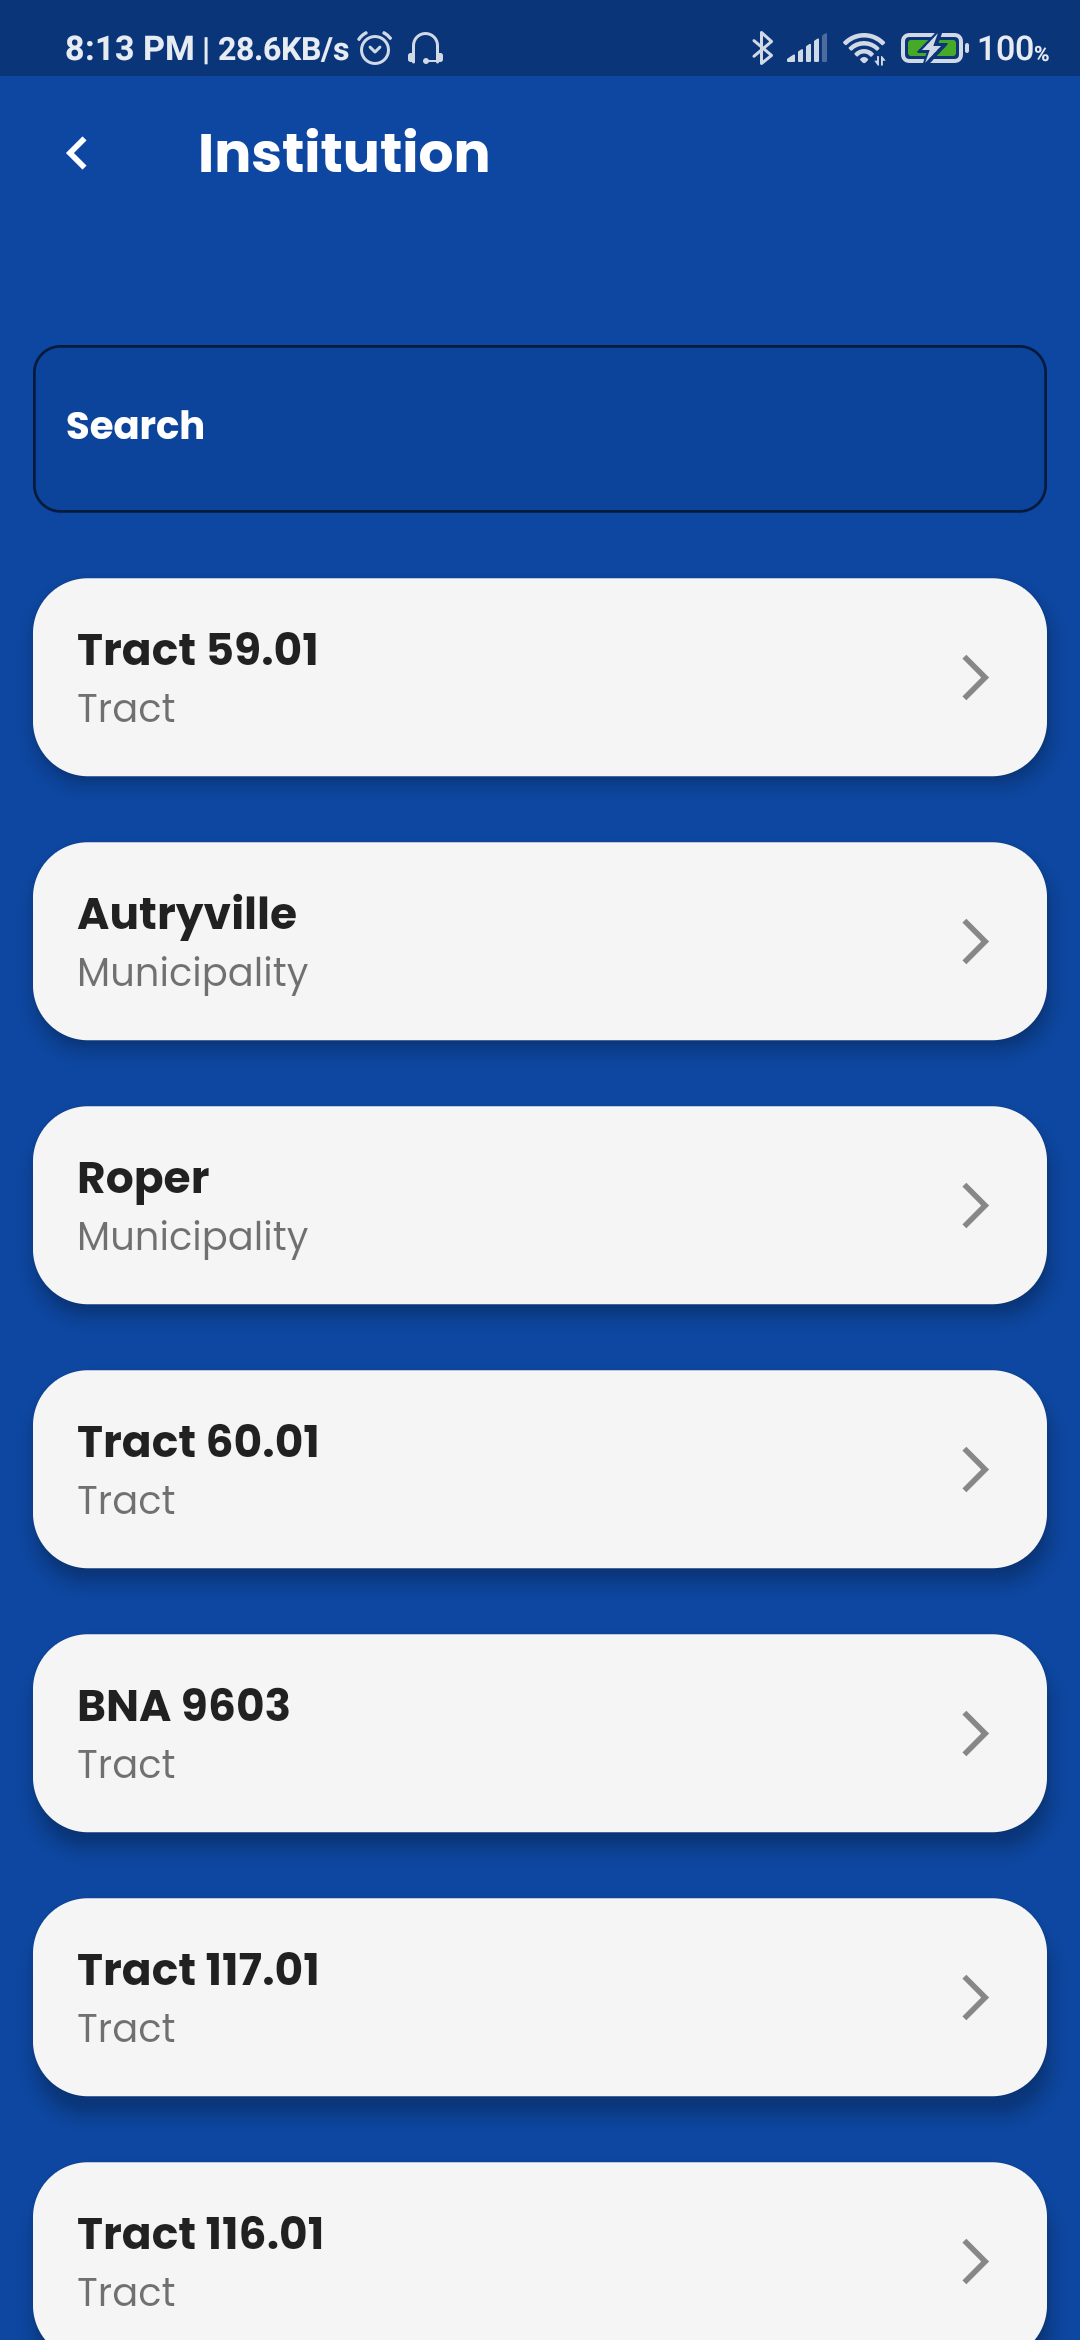 8:13 PM | 28.6KB/s 100%
Institution
Search
Tract 59.01
Tract
Autryville
Municipality
Roper
Municipality
Tract 60.01
Tract
BNA 9603
Tract
Tract 117.01
Tract
Tract 116.01
Tract